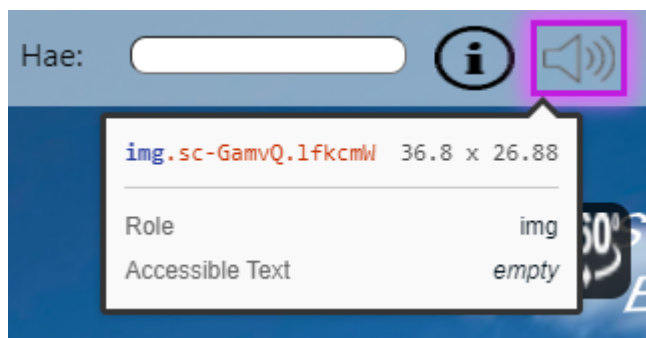 Hae:
i
img.sc-GamvQ.lfkcmW 36.8 x 26.88
Role img
Accessible Text empty